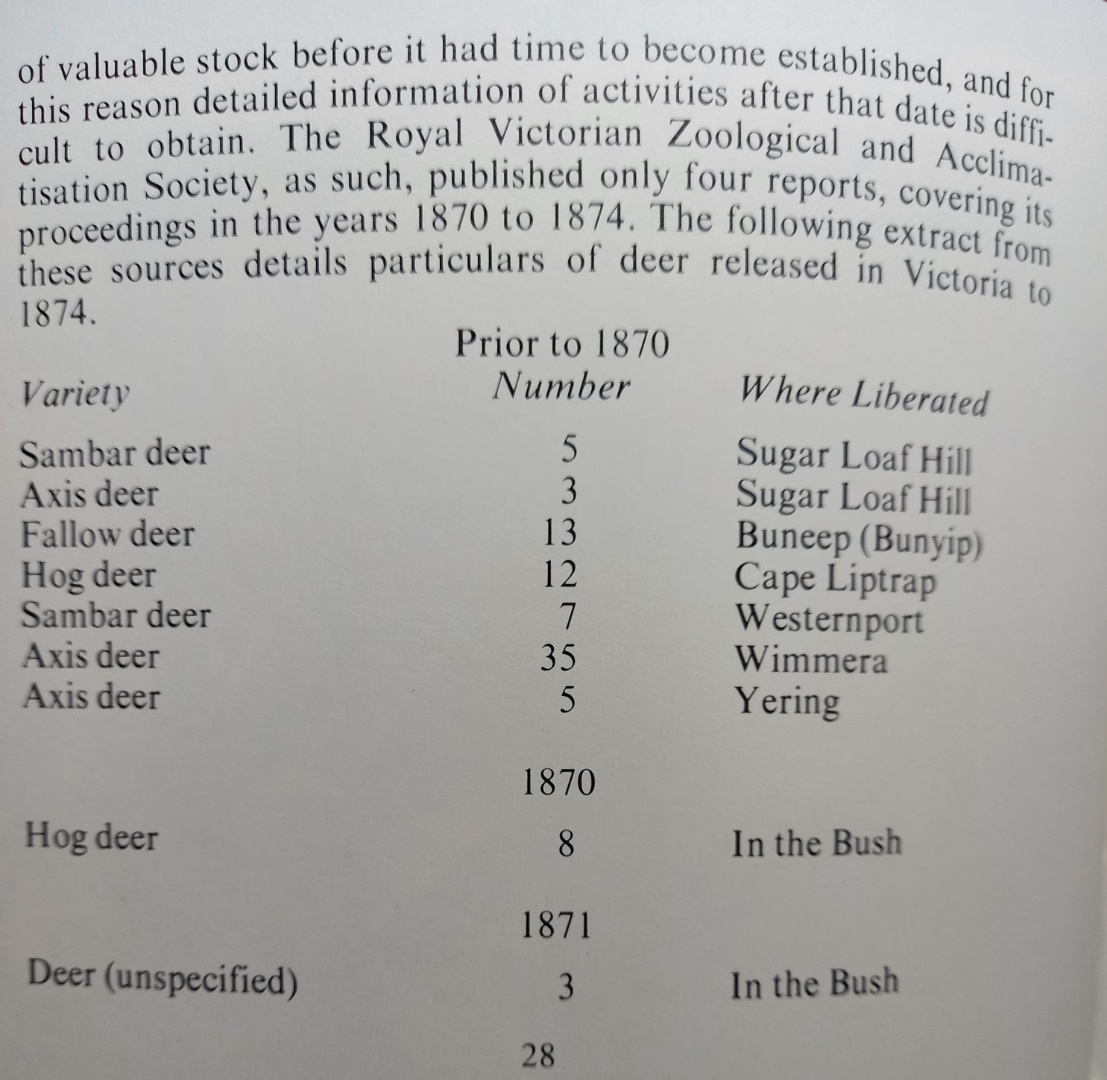 of valuable stock before it had time to become established, and for
this reason detailed information of activities after that date is diffi-
cult to obtain. The Royal Victorian Zoological and Acclima-
tisation Society, as such, published only four reports, covering its
proceedings in the years 1870 to 1874. The following extract from
these sources details particulars of deer released in Victoria to
1874.
Prior to 1870
Variety Number Where Liberated
Sambar deer 5 Sugar Loaf Hill
Axis deer 3 Sugar Loaf Hill
Fallow deer 13 Buneep (Bunyip)
Hog deer 12 Cape Liptrap
Sambar deer 7 Westernport
Axis deer 35 Wimmera
Axis deer 5 Yering
1870
Hog deer 8 In the Bush
1871
Deer (unspecified) 3 In the Bush
28